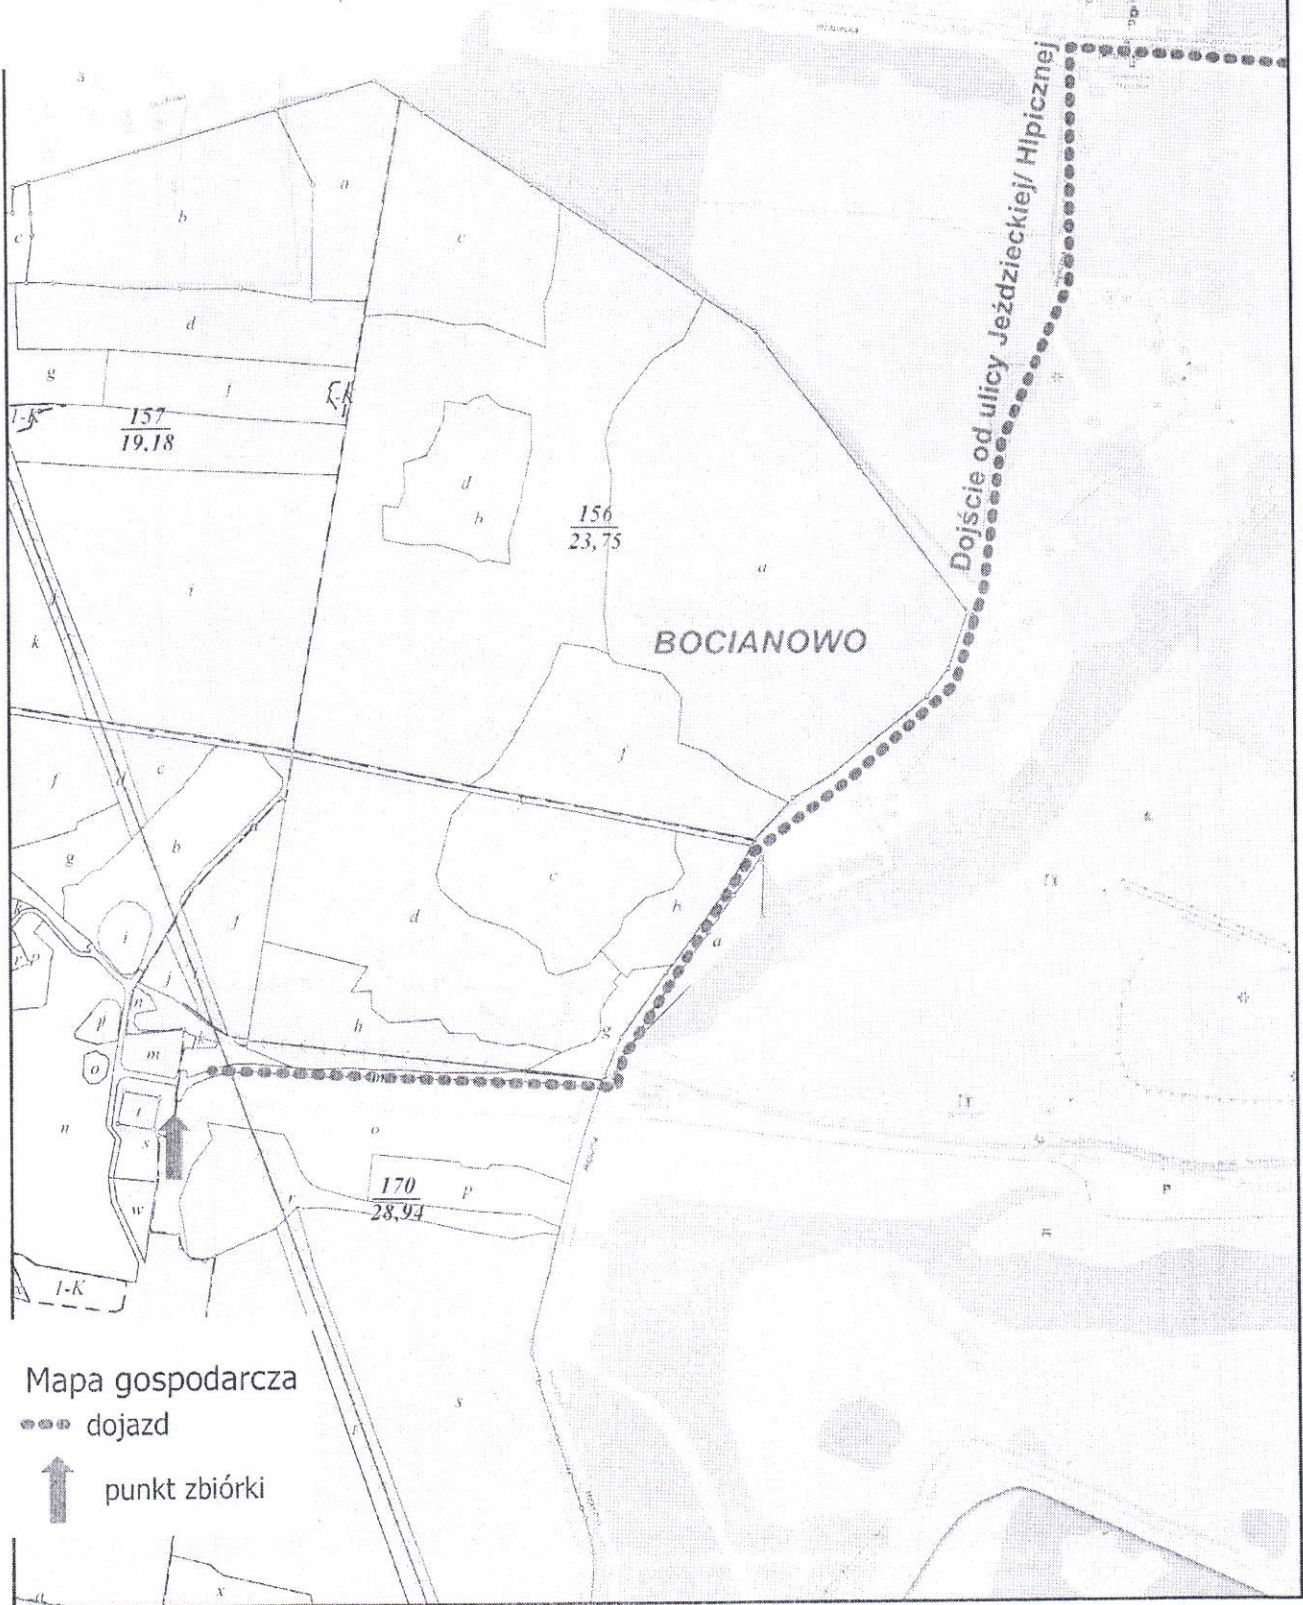 P
Dojście od ulicy Jeździeckiej/ Hipicznej
a
b
c
c
d
g
f
1-K
157
19,18
d
b
156
23,75
i
a
k
j
BOCIANOWO
f
c
d
f
g
b
n
f
d
c
h
a
i
j
g
h
n
p
m
o
m
t
s
n
o
170
28,94
p
w
r
1-K
x
Mapa gospodarcza
dojazd
punkt zbiórki
s
P
x